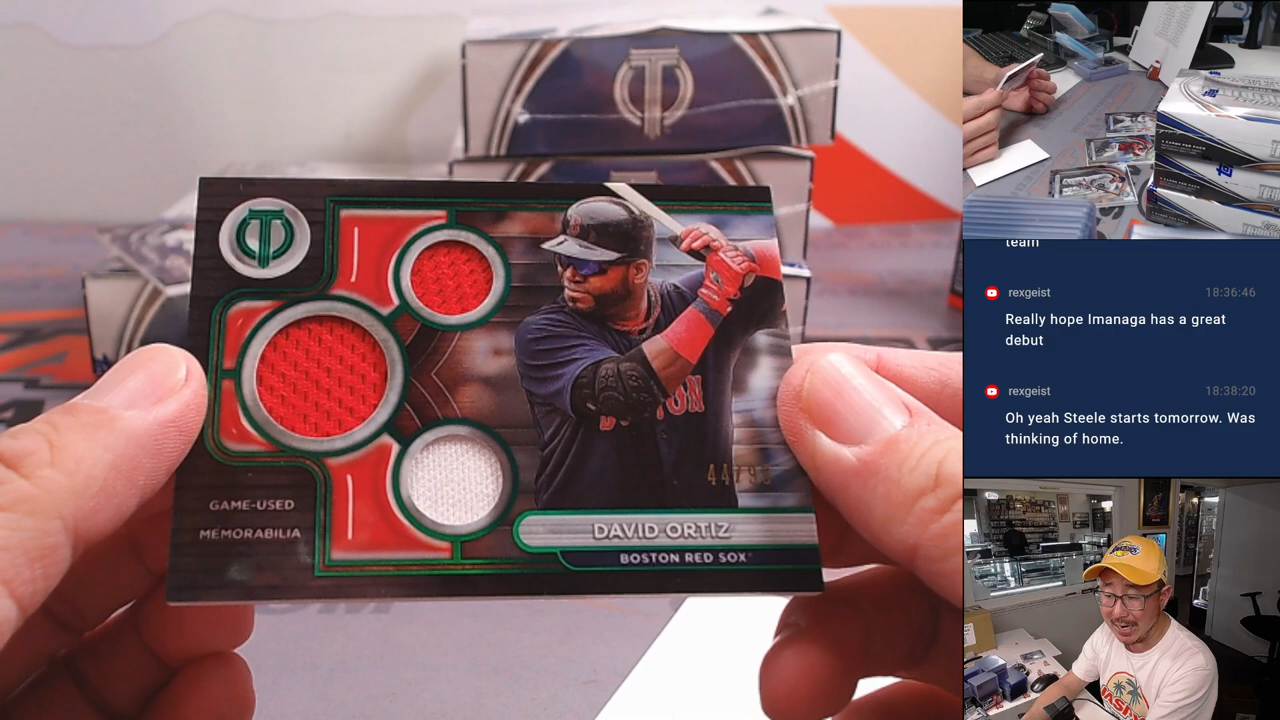 GAME-USED
MEMORABILIA
BOSTON
DAVID ORTIZ
BOSTON RED SOX
team
rexgeist
18:36:46
Really hope Imanaga has a great
debut
rexgeist
18:38:20
Oh yeah Steele starts tomorrow. Was
thinking of home.